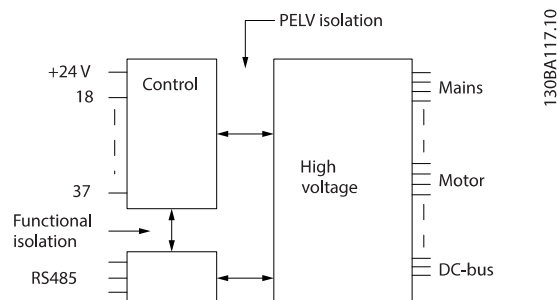 PELV isolation
130BA117.10
+24 V
Control
18
Mains
High
voltage
37
Motor
Functional
isolation
RS485
DC-bus